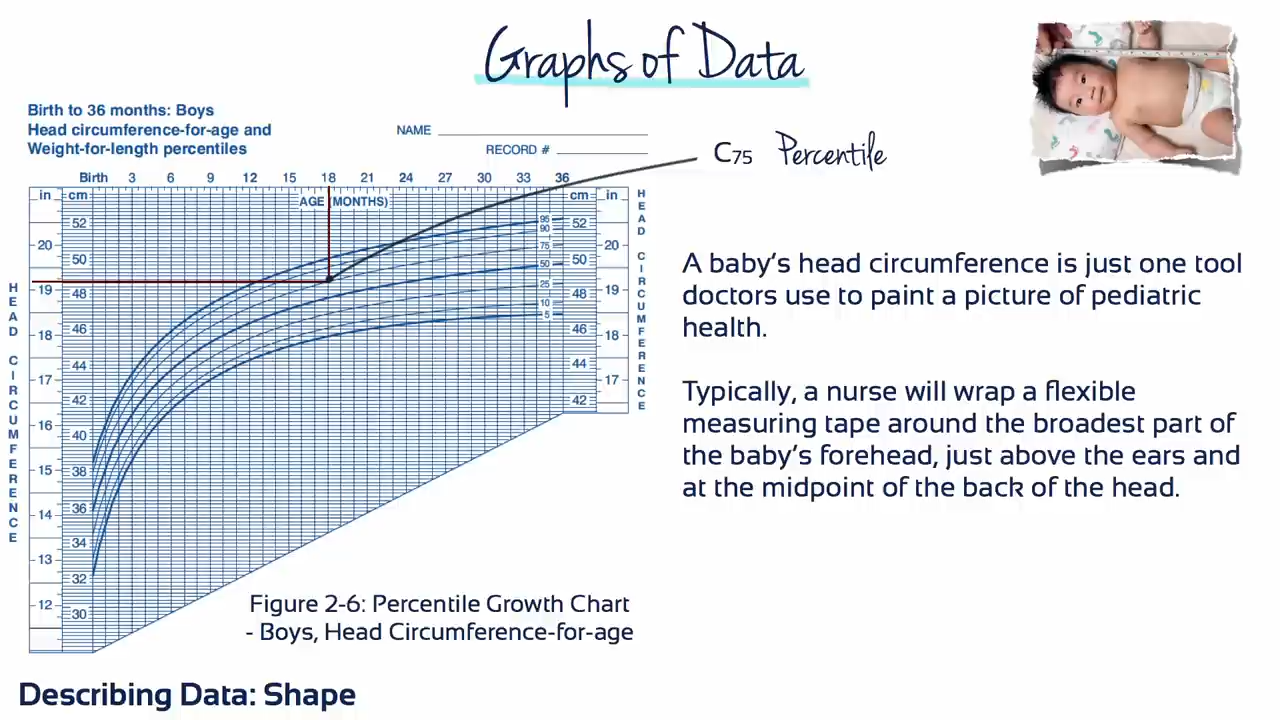 Graphs of Data
Birth to 36 months: Boys
Head circumference-for-age and
Weight-for-length percentiles
NAME
RECORD #
C75 Percentile
Birth 3 6 9 12 15 18 21 24 27 30 33 36
in cm AGE (MONTHS) cm in
HEAD CIRCUMFERENCE
52
20
50
19
48
18
46
44
17
42
16
40
15
38
36
14
34
13
32
12
30
95
90
75
50
25
10
5
52
20
50
19
48
18
46
44
17
42
HEAD CIRCUMFERENCE
A baby's head circumference is just one tool
doctors use to paint a picture of pediatric
health.
Typically, a nurse will wrap a flexible
measuring tape around the broadest part of
the baby's forehead, just above the ears and
at the midpoint of the back of the head.
Figure 2-6: Percentile Growth Chart
- Boys, Head Circumference-for-age
Describing Data: Shape